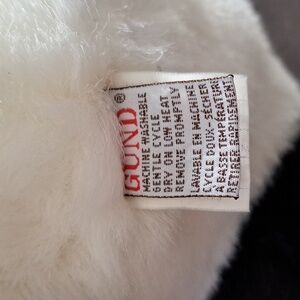 GUND®
MACHINE WASHABLE
GENTLE CYCLE
DRY ON LOW HEAT
REMOVE PROMPTLY
LAVABLE EN MACHINE
CYCLE DOUX-SÉCHER
À BASSE TEMPÉRATURE
RETIRER RAPIDEMENT